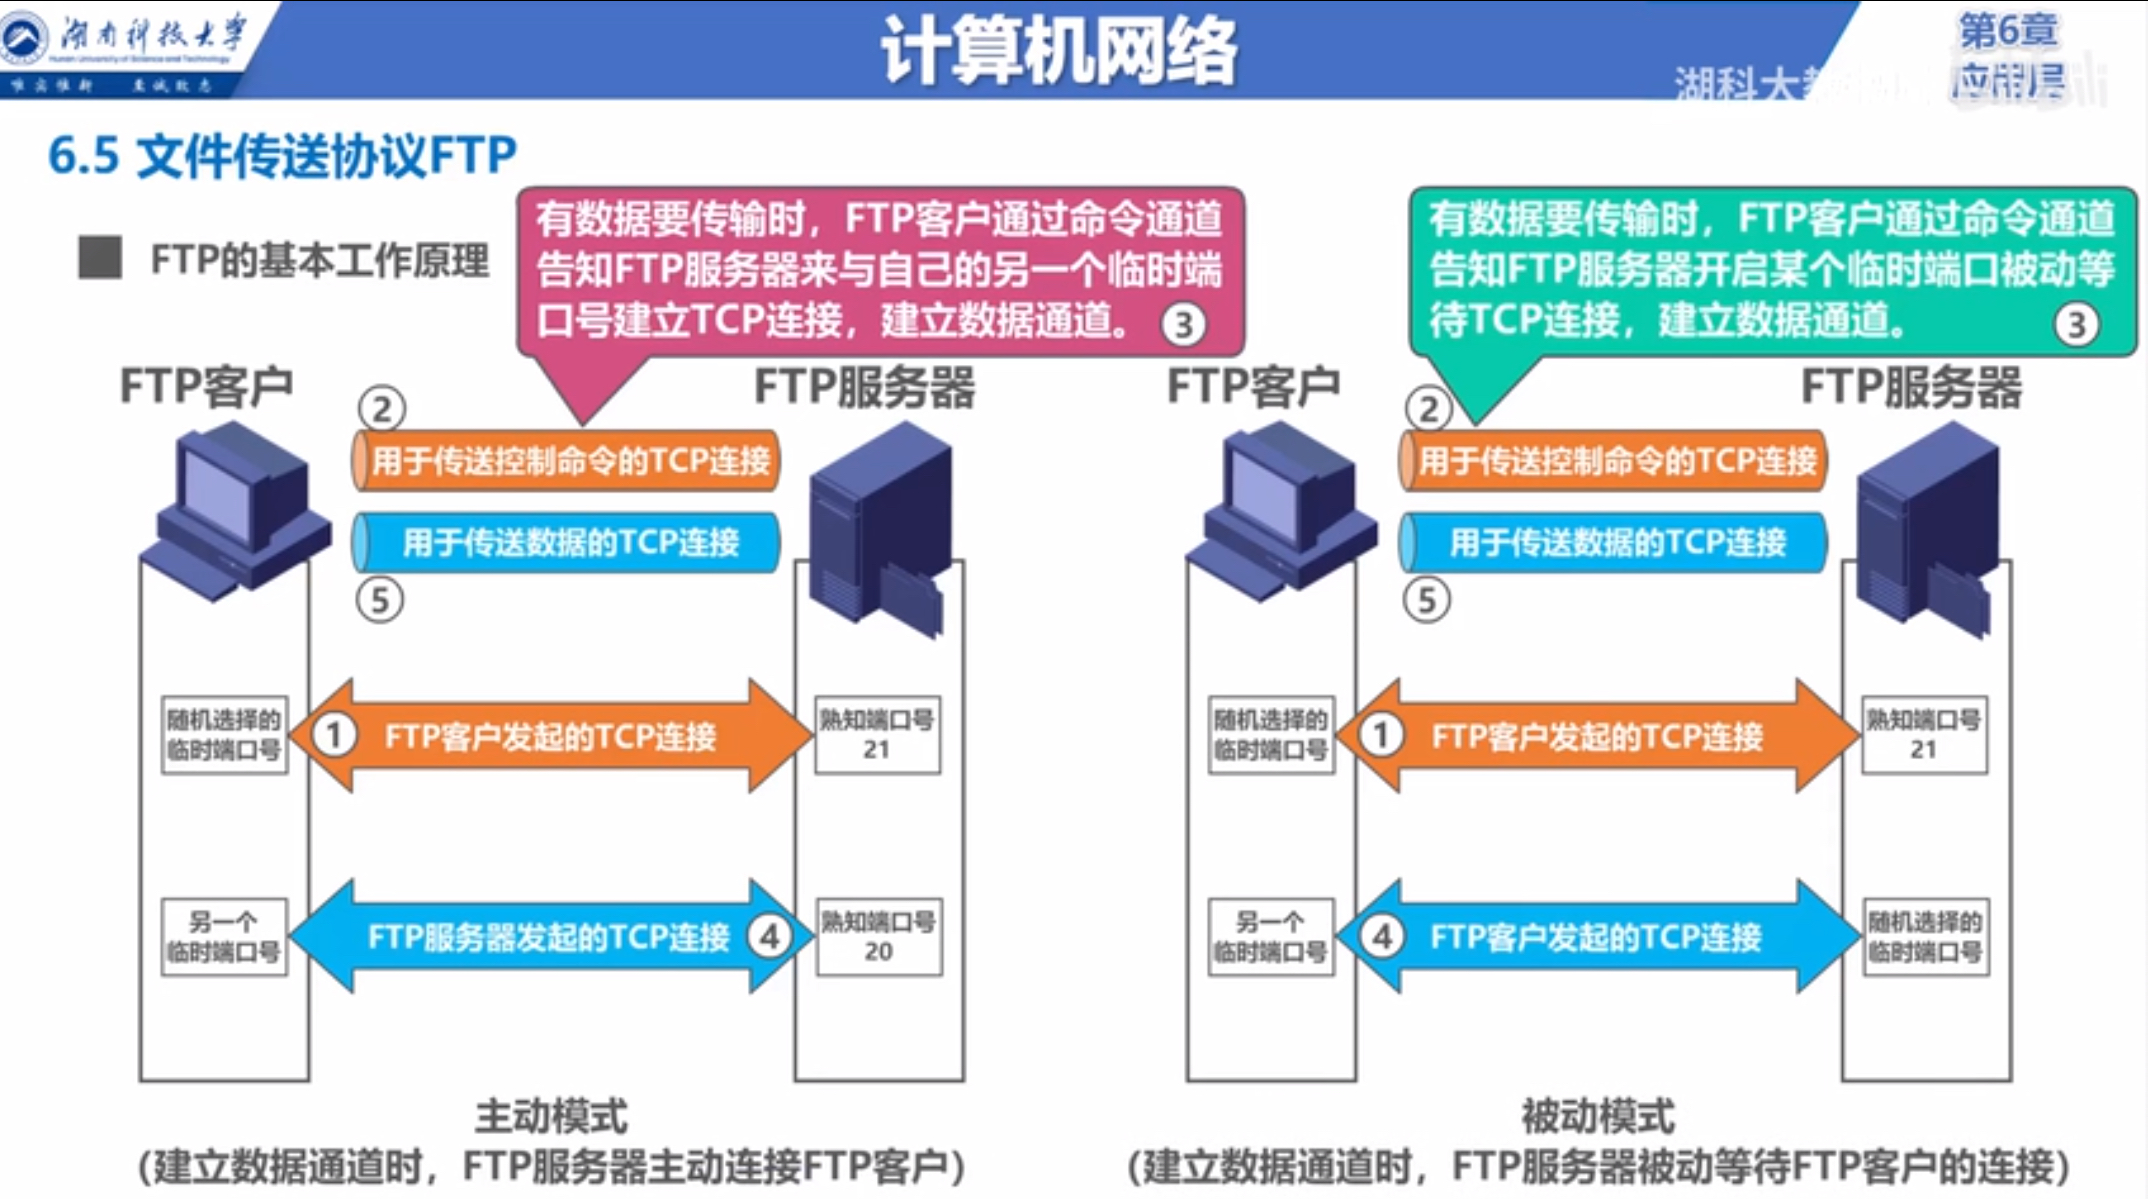 湖南科技大学
Hunan University of Science and Technology
唯实惟新 至诚致志
计算机网络
第6章
应用层
6.5 文件传送协议FTP
FTP的基本工作原理
有数据要传输时，FTP客户通过命令通道
告知FTP服务器来与自己的另一个临时端
口号建立TCP连接，建立数据通道。 ③
FTP客户
FTP服务器
②
用于传送控制命令的TCP连接
用于传送数据的TCP连接
⑤
随机选择的
临时端口号
① FTP客户发起的TCP连接
熟知端口号
21
另一个
临时端口号
FTP服务器发起的TCP连接 ④
熟知端口号
20
主动模式
（建立数据通道时，FTP服务器主动连接FTP客户）
有数据要传输时，FTP客户通过命令通道
告知FTP服务器开启某个临时端口被动等
待TCP连接，建立数据通道。 ③
FTP客户
FTP服务器
②
用于传送控制命令的TCP连接
用于传送数据的TCP连接
⑤
随机选择的
临时端口号
① FTP客户发起的TCP连接
熟知端口号
21
另一个
临时端口号
④ FTP客户发起的TCP连接
随机选择的
临时端口号
被动模式
（建立数据通道时，FTP服务器被动等待FTP客户的连接）